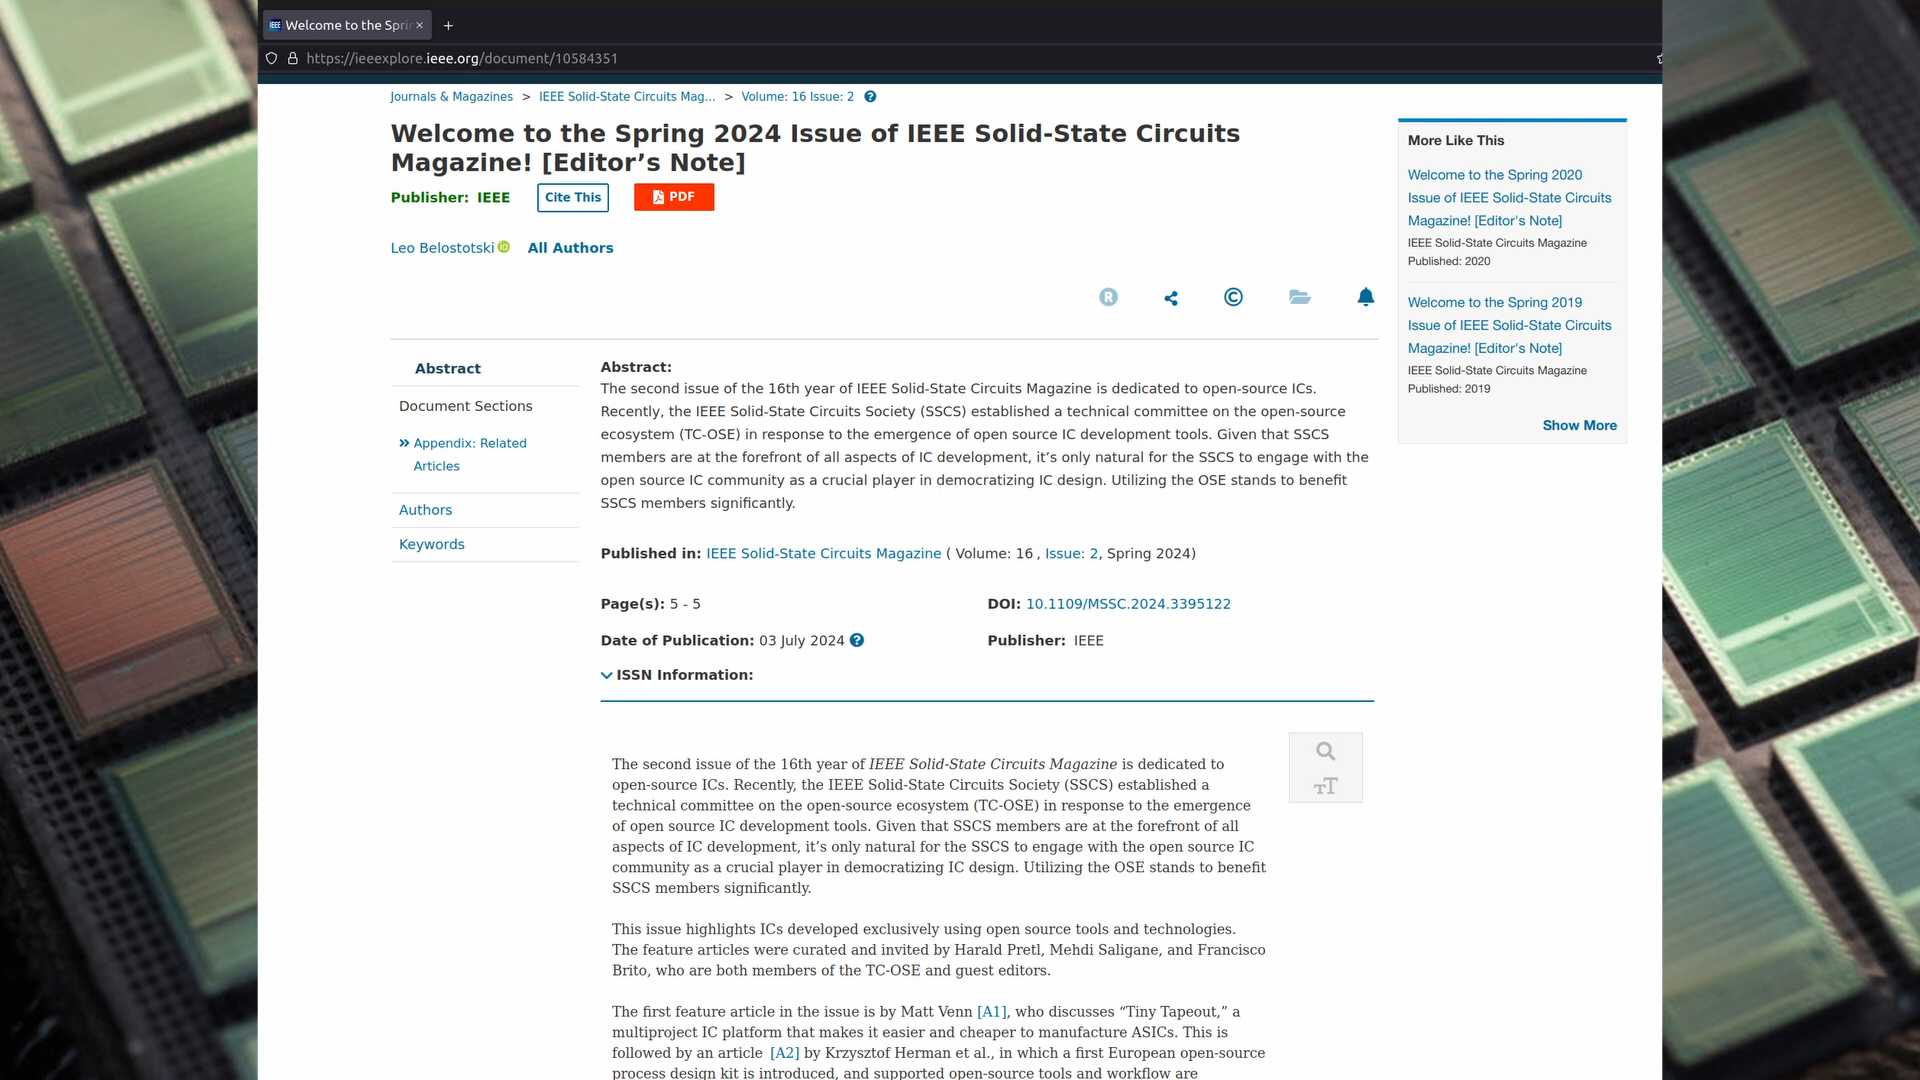 IEEE Welcome to the Spri × +
https://ieeexplore.ieee.org/document/10584351
Journals & Magazines > IEEE Solid-State Circuits Mag... > Volume: 16 Issue: 2 ?
Welcome to the Spring 2024 Issue of IEEE Solid-State Circuits
Magazine! [Editor’s Note]
Publisher: IEEE Cite This PDF
Leo Belostotski iD All Authors
R ©
Abstract
Document Sections
» Appendix: Related
Articles
Authors
Keywords
Abstract:
The second issue of the 16th year of IEEE Solid-State Circuits Magazine is dedicated to open-source ICs.
Recently, the IEEE Solid-State Circuits Society (SSCS) established a technical committee on the open-source
ecosystem (TC-OSE) in response to the emergence of open source IC development tools. Given that SSCS
members are at the forefront of all aspects of IC development, it’s only natural for the SSCS to engage with the
open source IC community as a crucial player in democratizing IC design. Utilizing the OSE stands to benefit
SSCS members significantly.
Published in: IEEE Solid-State Circuits Magazine ( Volume: 16 , Issue: 2, Spring 2024)
Page(s): 5 - 5 DOI: 10.1109/MSSC.2024.3395122
Date of Publication: 03 July 2024 ? Publisher: IEEE
ISSN Information:
The second issue of the 16th year of IEEE Solid-State Circuits Magazine is dedicated to
open-source ICs. Recently, the IEEE Solid-State Circuits Society (SSCS) established a
technical committee on the open-source ecosystem (TC-OSE) in response to the emergence
of open source IC development tools. Given that SSCS members are at the forefront of all
aspects of IC development, it’s only natural for the SSCS to engage with the open source IC
community as a crucial player in democratizing IC design. Utilizing the OSE stands to benefit
SSCS members significantly.
This issue highlights ICs developed exclusively using open source tools and technologies.
The feature articles were curated and invited by Harald Pretl, Mehdi Saligane, and Francisco
Brito, who are both members of the TC-OSE and guest editors.
The first feature article in the issue is by Matt Venn [A1], who discusses “Tiny Tapeout,” a
multiproject IC platform that makes it easier and cheaper to manufacture ASICs. This is
followed by an article [A2] by Krzysztof Herman et al., in which a first European open-source
process design kit is introduced, and supported open-source tools and workflow are
TT
More Like This
Welcome to the Spring 2020
Issue of IEEE Solid-State Circuits
Magazine! [Editor's Note]
IEEE Solid-State Circuits Magazine
Published: 2020
Welcome to the Spring 2019
Issue of IEEE Solid-State Circuits
Magazine! [Editor's Note]
IEEE Solid-State Circuits Magazine
Published: 2019
Show More